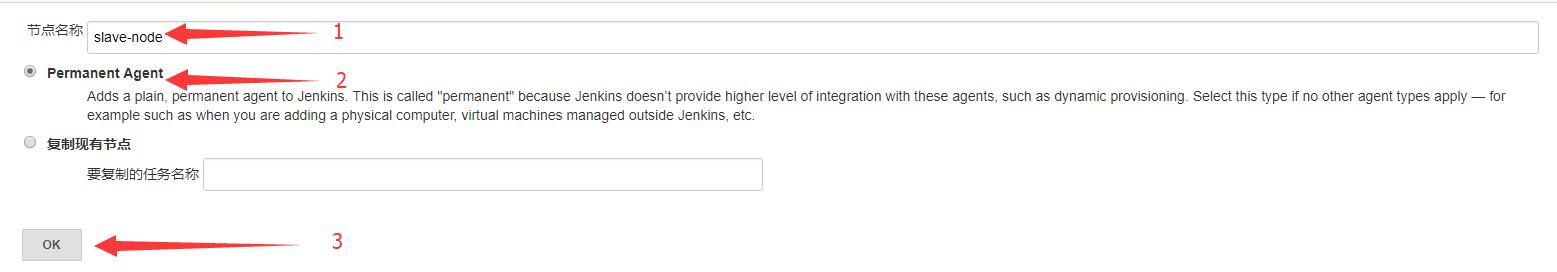 节点名称 slave-node 1
Permanent Agent 2
Adds a plain, permanent agent to Jenkins. This is called "permanent" because Jenkins doesn’t provide higher level of integration with these agents, such as dynamic provisioning. Select this type if no other agent types apply — for
example such as when you are adding a physical computer, virtual machines managed outside Jenkins, etc.
复制现有节点
要复制的任务名称
OK 3